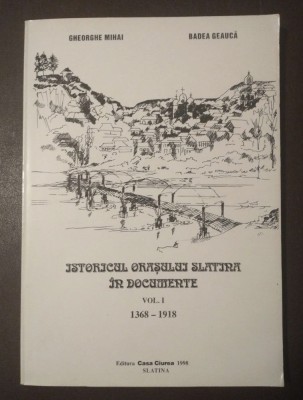 GHEORGHE MIHAI BADEA GEAUCĂ
ISTORICUL ORAŞULUI SLATINA
ÎN DOCUMENTE
VOL. I
1368 – 1918
Editura Casa Ciurea 1998
SLATINA